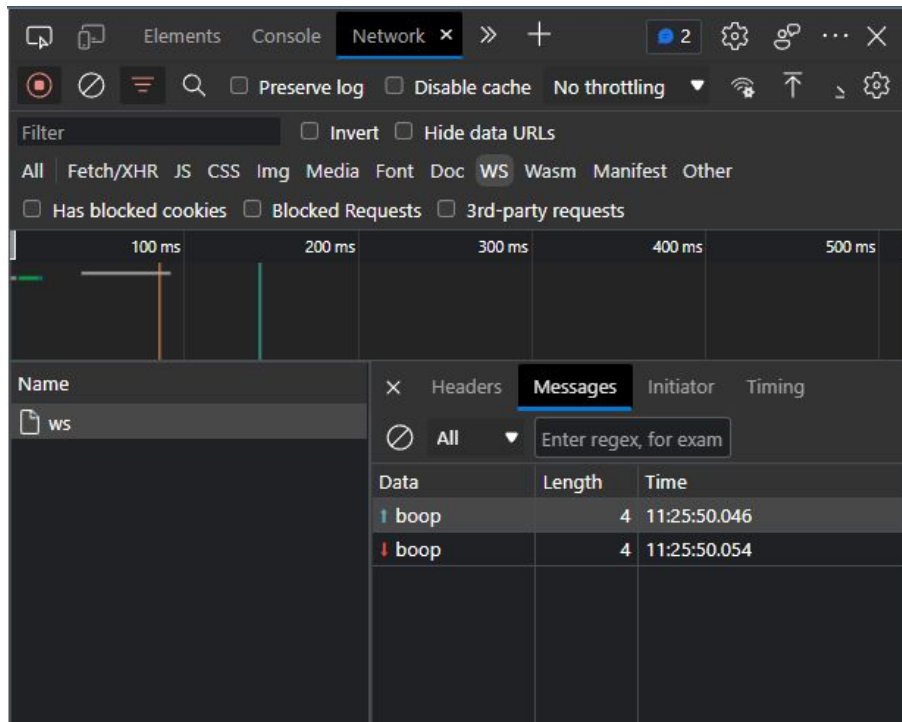 Elements Console Network 2
Preserve log Disable cache No throttling
Filter Invert Hide data URLs
All Fetch/XHR JS CSS Img Media Font Doc WS Wasm Manifest Other
Has blocked cookies Blocked Requests 3rd-party requests
100 ms 200 ms 300 ms 400 ms 500 ms
Name Headers Messages Initiator Timing
ws All Enter regex, for exam
Data Length Time
boop 4 11:25:50.046
boop 4 11:25:50.054